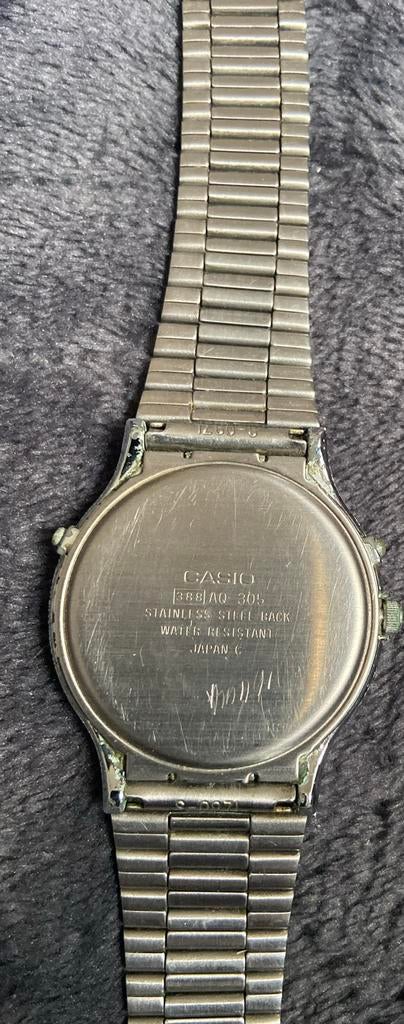 CASIO
388 AQ-305
STAINLESS STEEL BACK
WATER RESISTANT
JAPAN C